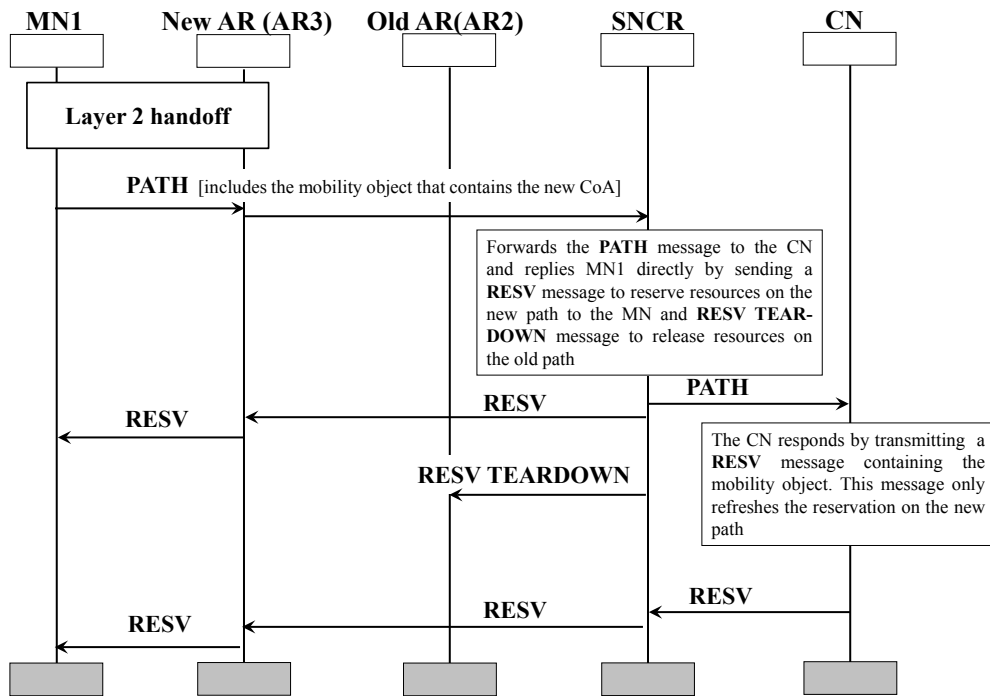 MN1
New AR (AR3)
Old AR(AR2)
SNCR
CN
Layer 2 handoff
PATH [includes the mobility object that contains the new CoA]
Forwards the PATH message to the CN
and replies MN1 directly by sending a
RESV message to reserve resources on the
new path to the MN and RESV TEAR-
DOWN message to release resources on
the old path
PATH
RESV
RESV
The CN responds by transmitting a
RESV message containing the
mobility object. This message only
refreshes the reservation on the new
path
RESV TEARDOWN
RESV
RESV
RESV